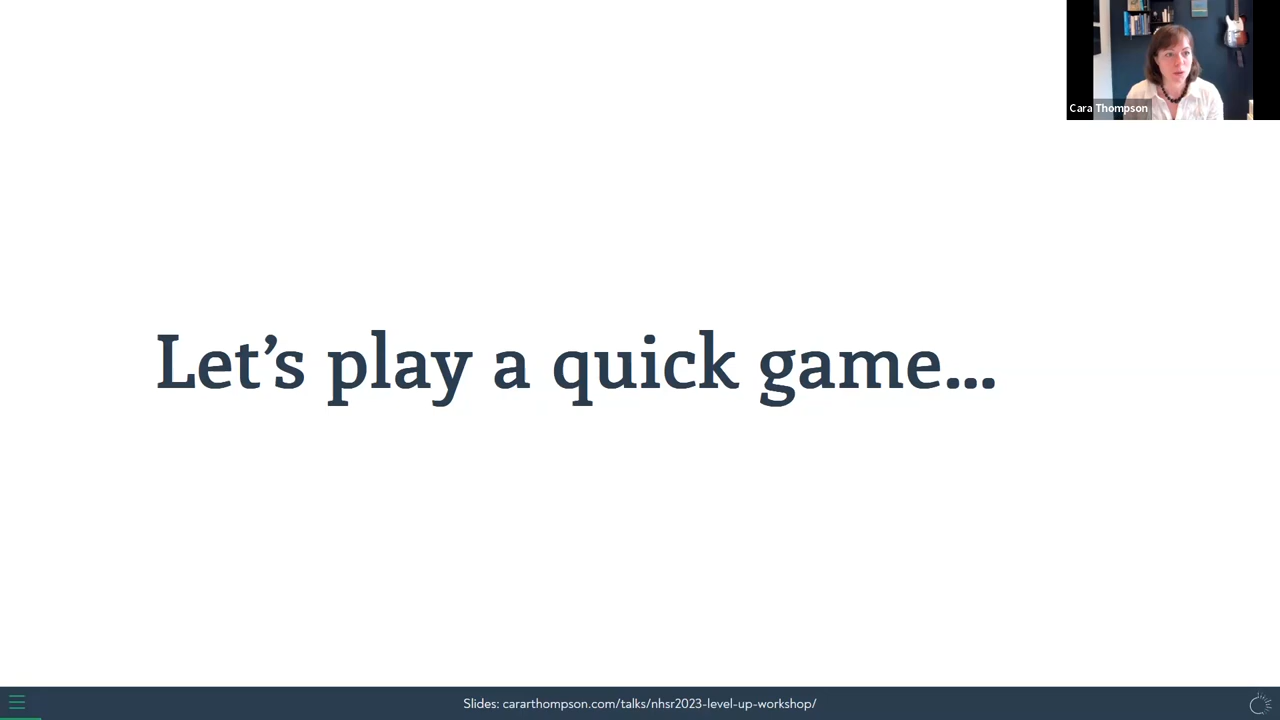 Cara Thompson
Let’s play a quick game...
Slides: cararthompson.com/talks/nhsr2023-level-up-workshop/